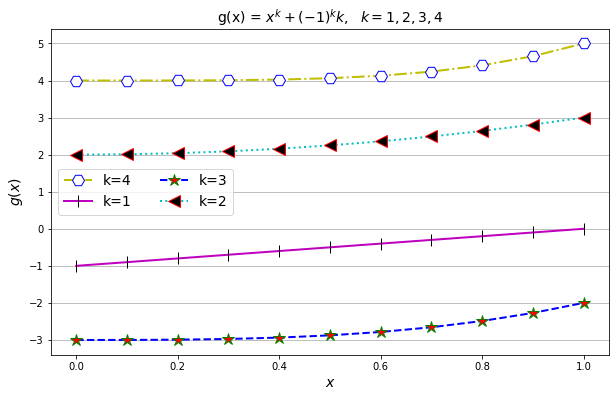 g(x) = $x^k + (-1)^k k$, $k = 1, 2, 3, 4$
5
4
3
2
1
0
−1
−2
−3
g(x)
k=4 k=3
k=1 k=2
0.0 0.2 0.4 0.6 0.8 1.0
x